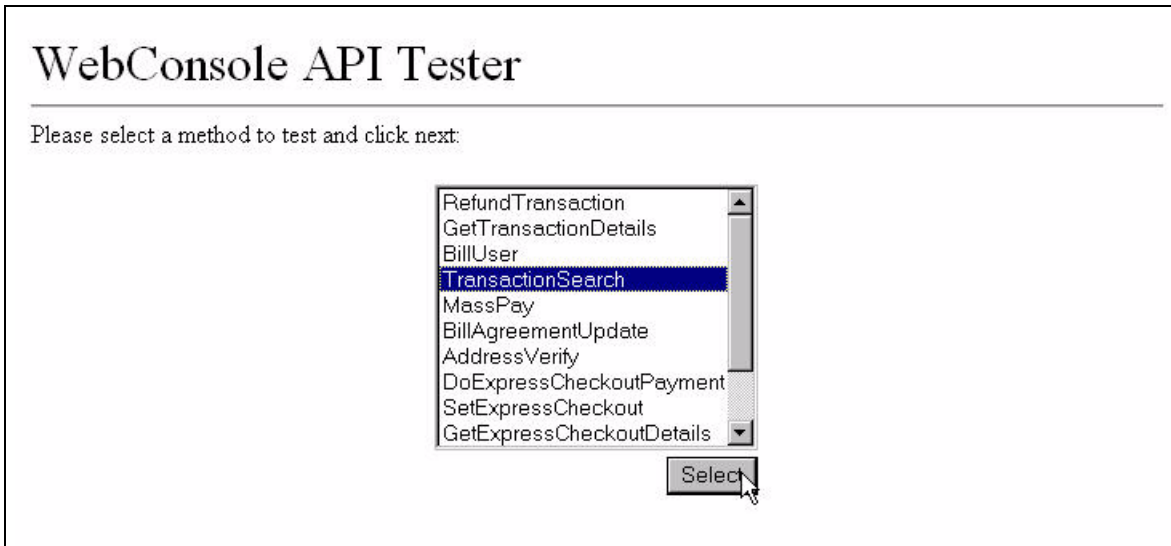 WebConsole API Tester
Please select a method to test and click next:
RefundTransaction
GetTransactionDetails
BillUser
TransactionSearch
MassPay
BillAgreementUpdate
AddressVerify
DoExpressCheckoutPayment
SetExpressCheckout
GetExpressCheckoutDetails
Select